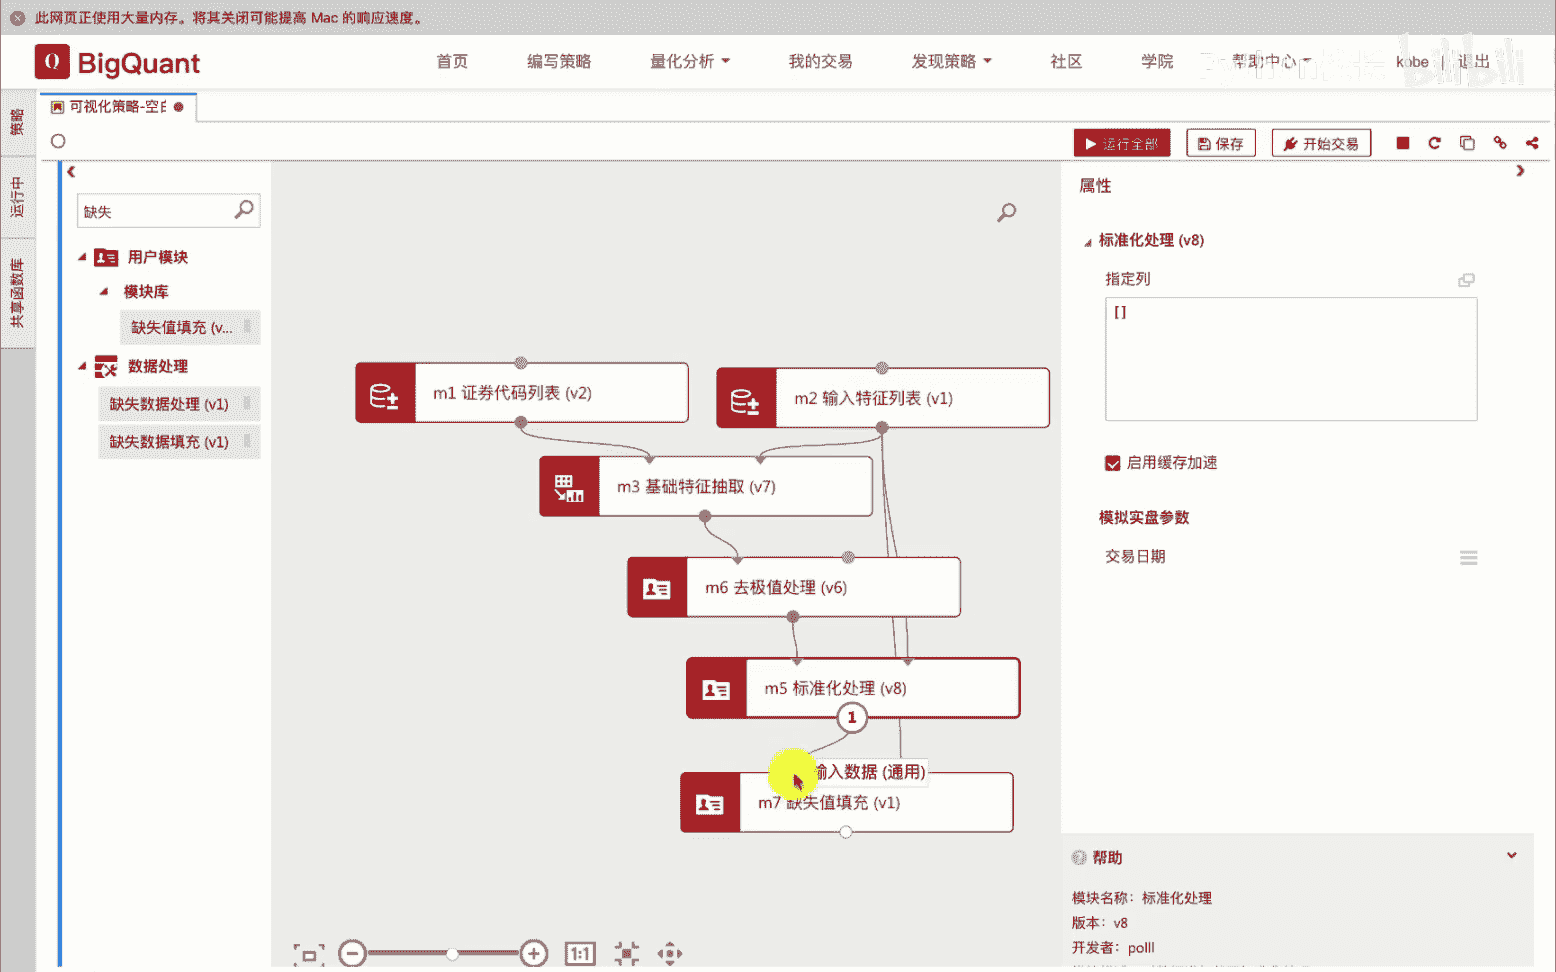 此网页正使用大量内存。将其关闭可能提高 Mac 的响应速度。
Q BigQuant
首页 编写策略 量化分析 我的交易 发现策略 社区 学院 帮助中心 kobe 退出
bilibili
策略
运行中
共享函数库
可视化策略-空白
运行全部 保存 开始交易
缺失
用户模块
模块库
缺失值填充 (v...
数据处理
缺失数据处理 (v1)
缺失数据填充 (v1)
m1 证券代码列表 (v2)
m2 输入特征列表 (v1)
m3 基础特征抽取 (v7)
m6 去极值处理 (v6)
m5 标准化处理 (v8)
1
输入数据 (通用)
m7 缺失值填充 (v1)
1:1
属性
标准化处理 (v8)
指定列
[]
启用缓存加速
模拟实盘参数
交易日期
帮助
模块名称：标准化处理
版本：v8
开发者：polll